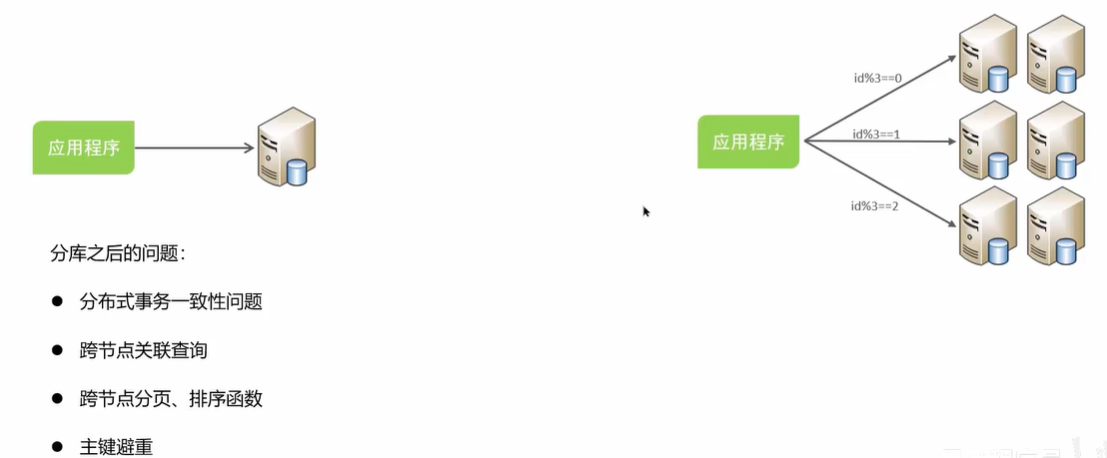 应用程序
分库之后的问题：
● 分布式事务一致性问题
● 跨节点关联查询
● 跨节点分页、排序函数
● 主键避重
应用程序
id%3==0
id%3==1
id%3==2